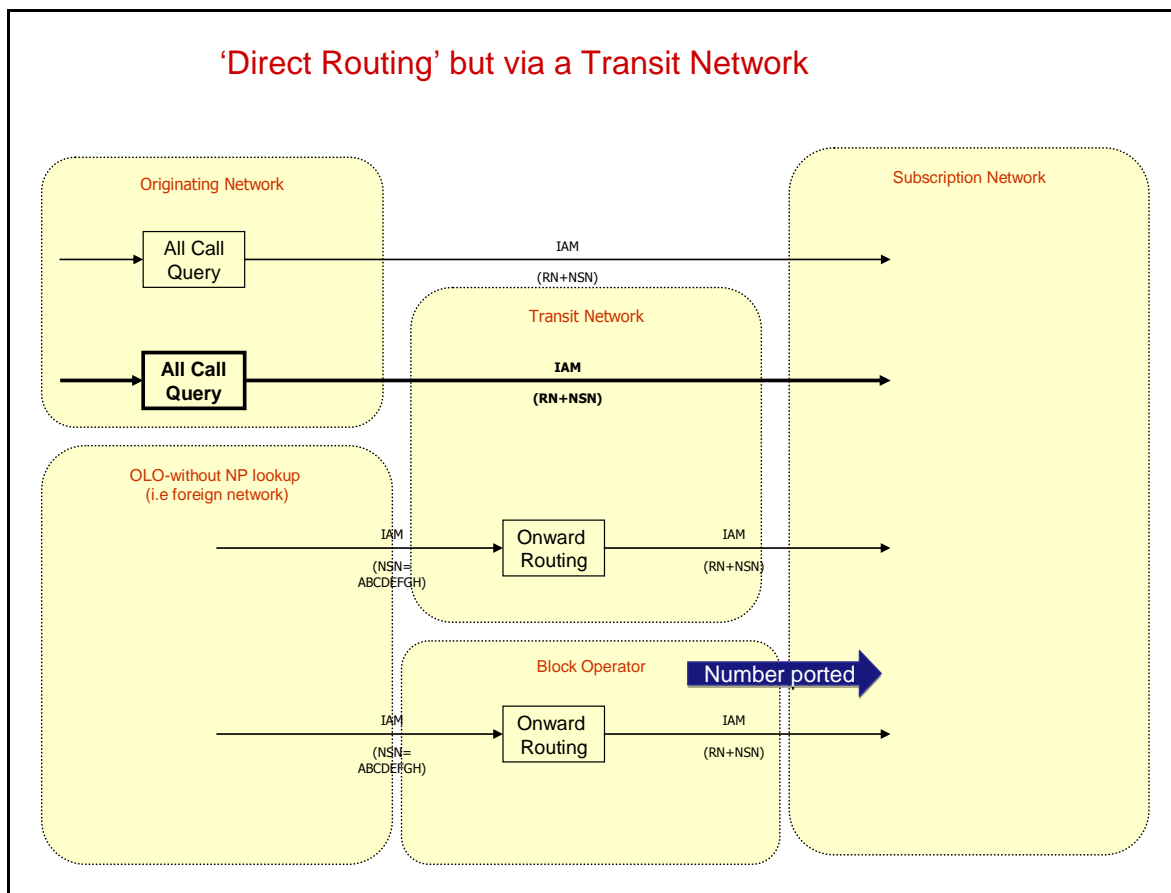 ‘Direct Routing’ but via a Transit Network
Originating Network
Subscription Network
All Call
Query
IAM
(RN+NSN)
Transit Network
All Call
Query
IAM
(RN+NSN)
OLO-without NP lookup
(i.e foreign network)
IAM
(NSN=
ABCDEFGH)
Onward
Routing
IAM
(RN+NSN)
Block Operator
Number ported
IAM
(NSN=
ABCDEFGH)
Onward
Routing
IAM
(RN+NSN)